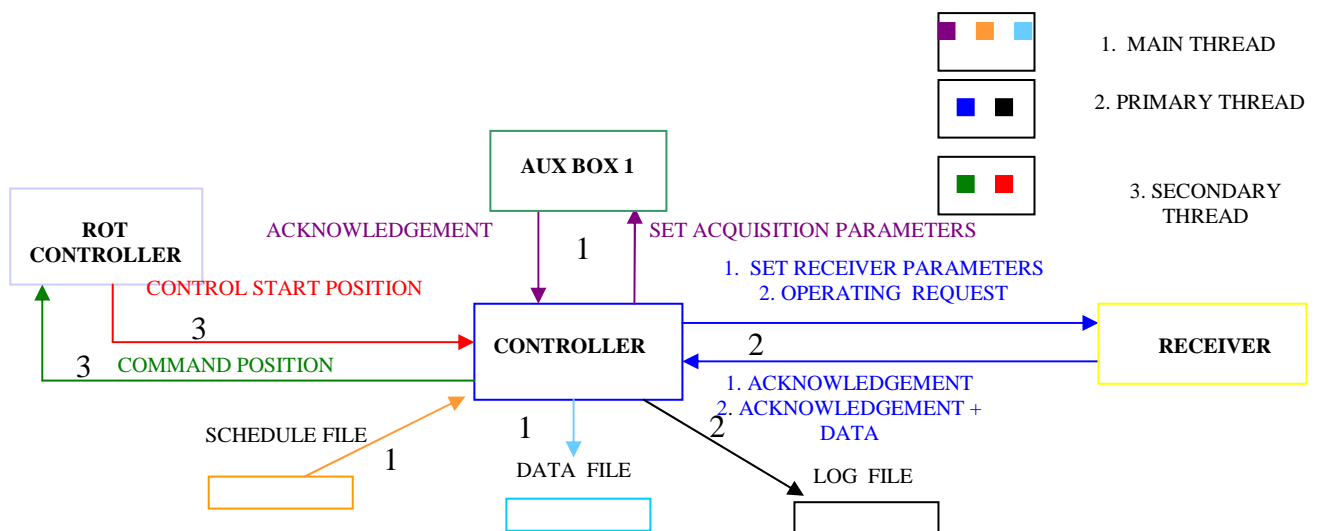 1. MAIN THREAD
2. PRIMARY THREAD
3. SECONDARY
THREAD
AUX BOX 1
ROT
CONTROLLER
ACKNOWLEDGEMENT
1
SET ACQUISITION PARAMETERS
1. SET RECEIVER PARAMETERS
2. OPERATING REQUEST
CONTROL START POSITION
3
CONTROLLER
2
RECEIVER
3
COMMAND POSITION
1. ACKNOWLEDGEMENT
2. ACKNOWLEDGEMENT +
DATA
SCHEDULE FILE
1
1
2
DATA FILE
LOG FILE